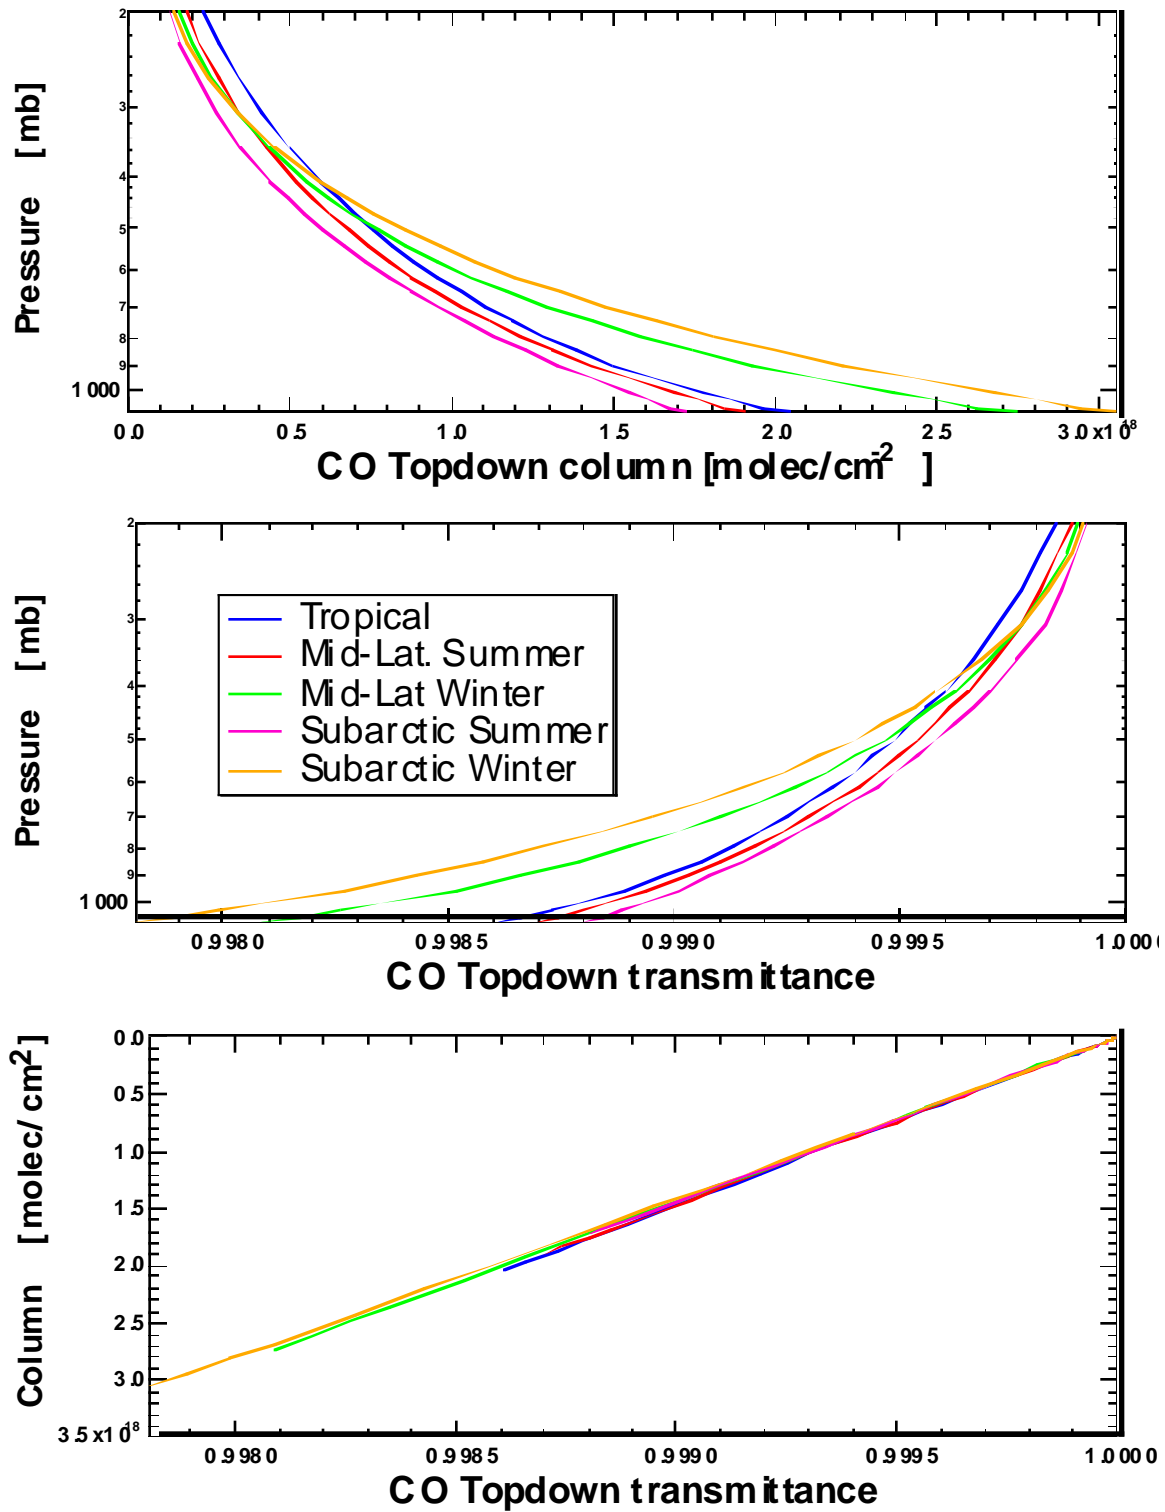 2
3
4
5
6
7
8
9
1000
Pressure [mb]
0.0 0.5 1.0 1.5 2.0 2.5 3.0x10^18
CO Topdown column [molec/cm^-2 ]
2
3
4
5
6
7
8
9
1000
Pressure [mb]
Tropical
Mid-Lat. Summer
Mid-Lat Winter
Subarctic Summer
Subarctic Winter
0.9980 0.9985 0.9990 0.9995 1.0000
CO Topdown transmittance
0.0
0.5
1.0
1.5
2.0
2.5
3.0
3.5x10^18
Column [molec/cm^2]
0.9980 0.9985 0.9990 0.9995 1.0000
CO Topdown transmittance